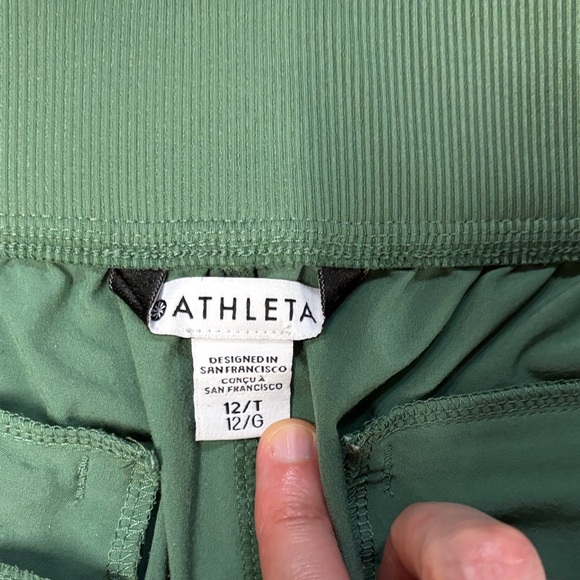 ATHLETA
DESIGNED IN
SAN FRANCISCO
CONÇU À
SAN FRANCISCO
12/T
12/G